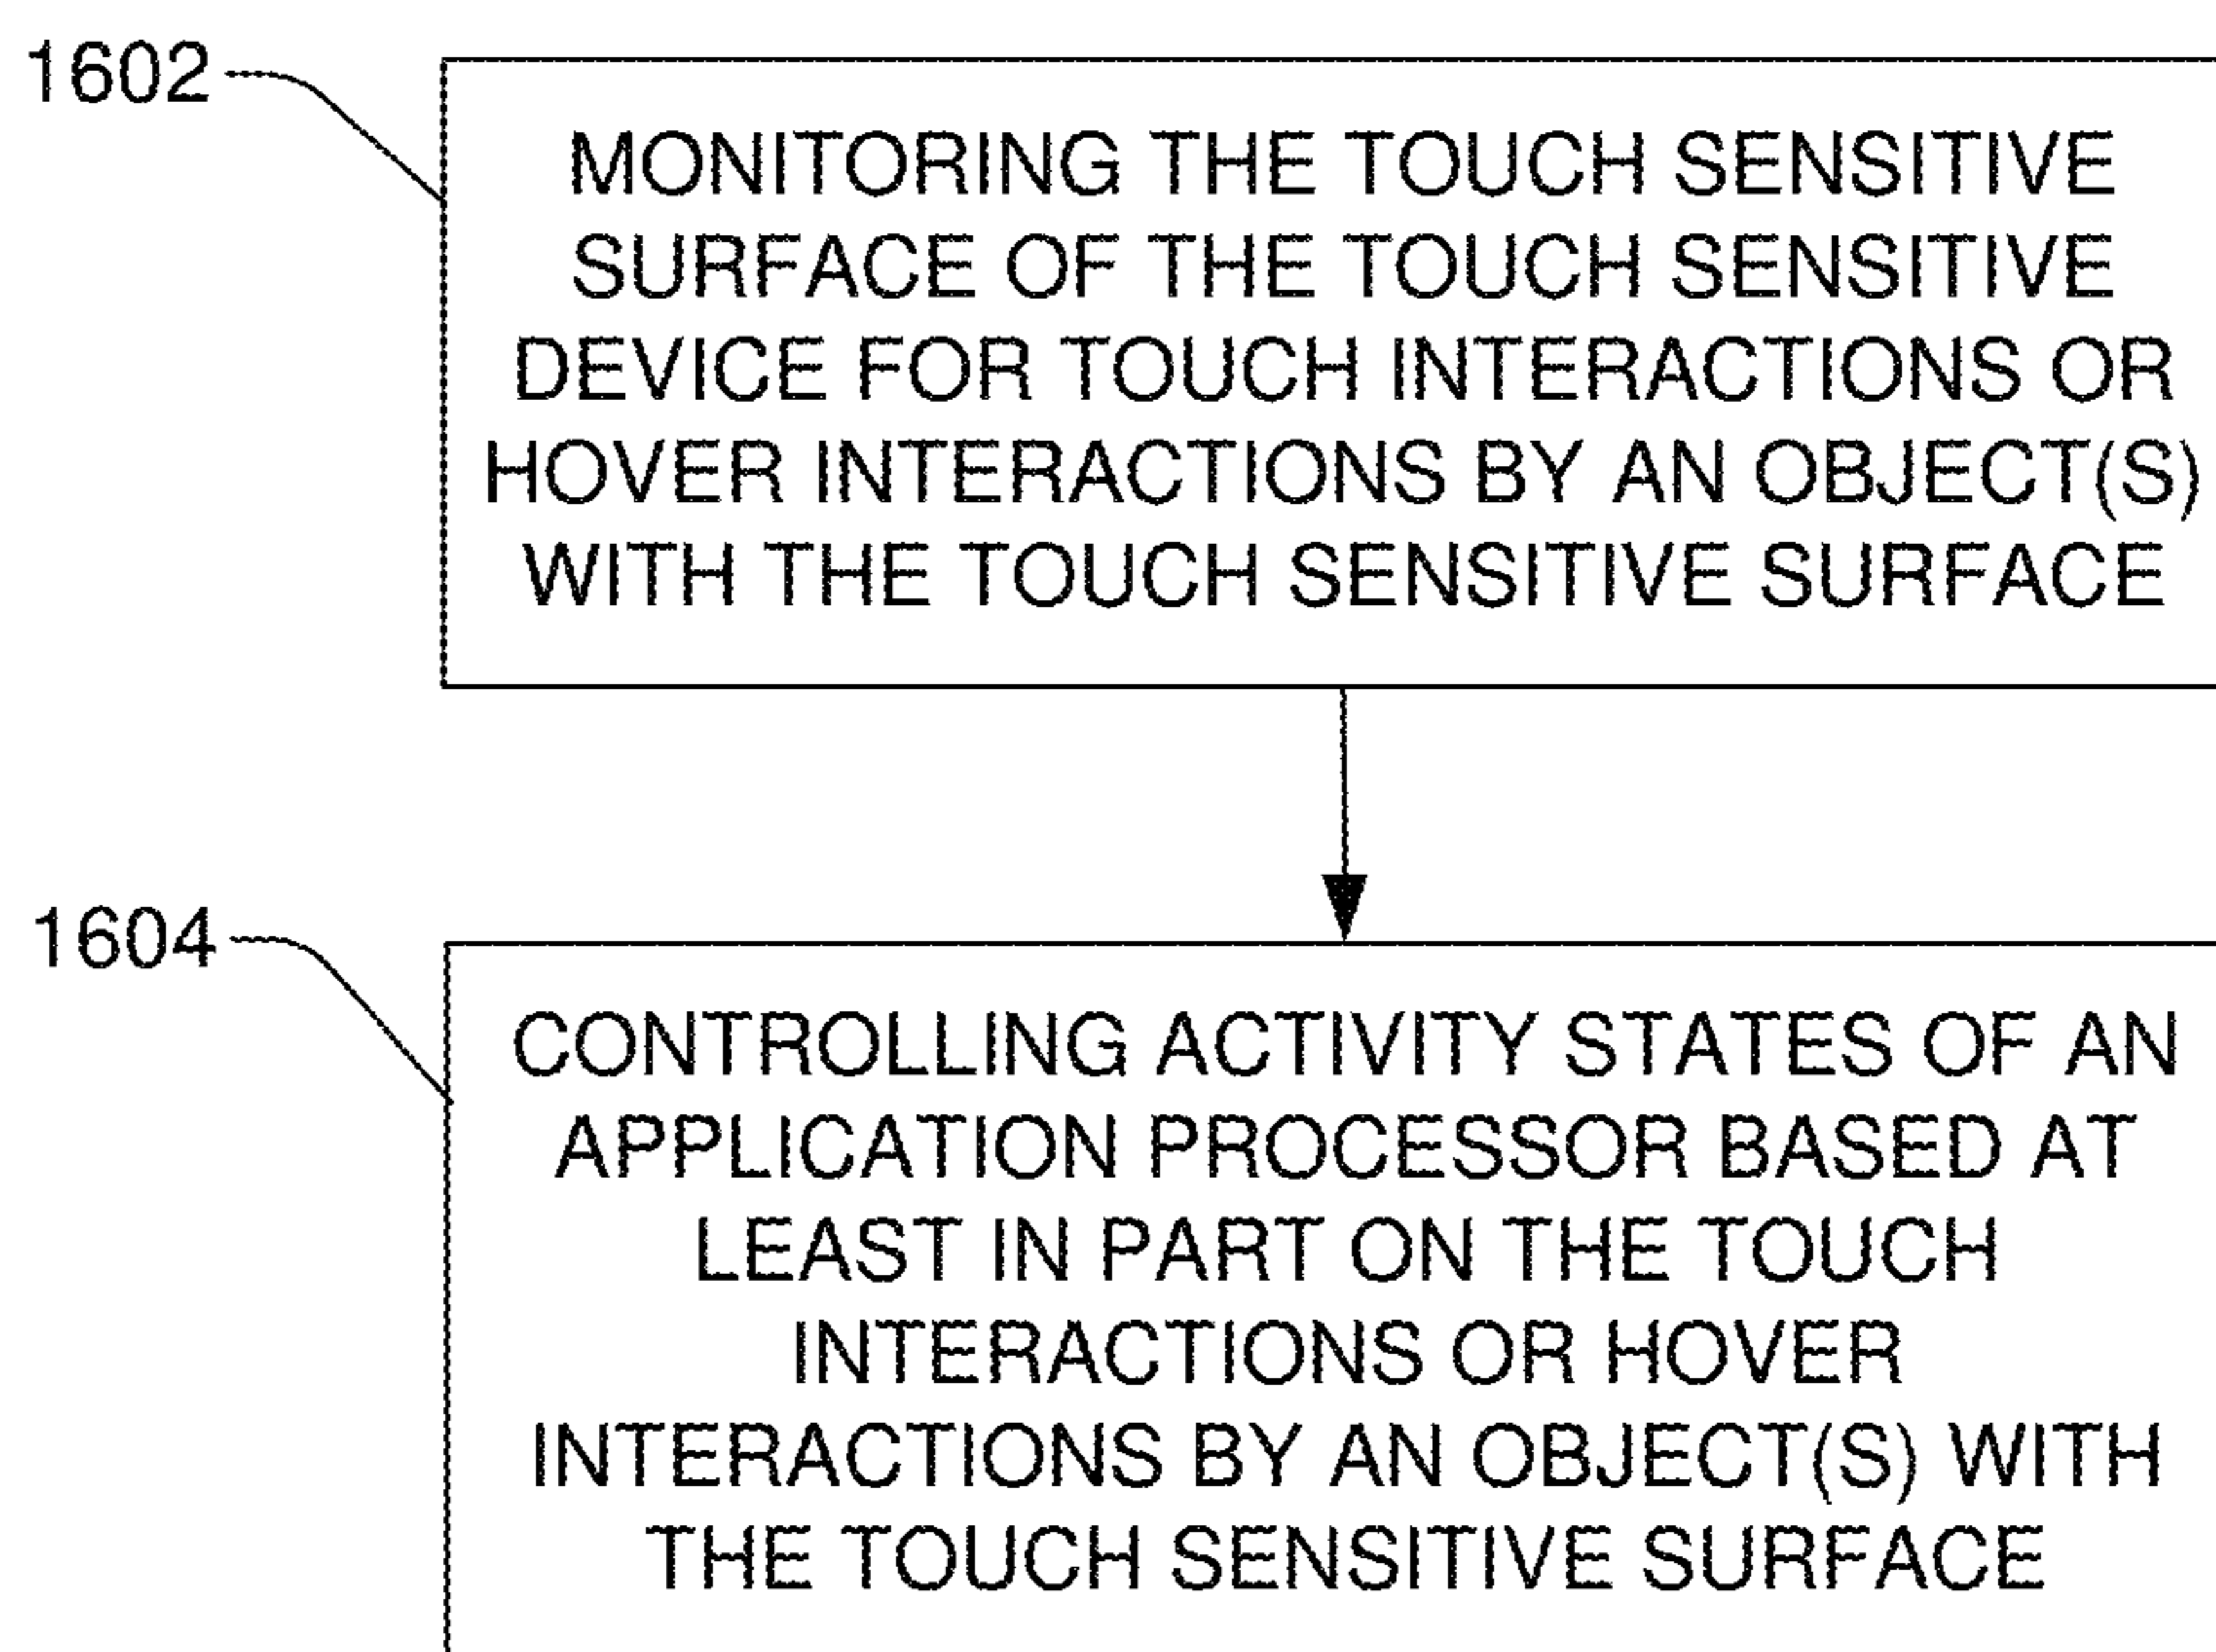 1602
MONITORING THE TOUCH SENSITIVE
SURFACE OF THE TOUCH SENSITIVE
DEVICE FOR TOUCH INTERACTIONS OR
HOVER INTERACTIONS BY AN OBJECT(S)
WITH THE TOUCH SENSITIVE SURFACE
1604
CONTROLLING ACTIVITY STATES OF AN
APPLICATION PROCESSOR BASED AT
LEAST IN PART ON THE TOUCH
INTERACTIONS OR HOVER
INTERACTIONS BY AN OBJECT(S) WITH
THE TOUCH SENSITIVE SURFACE